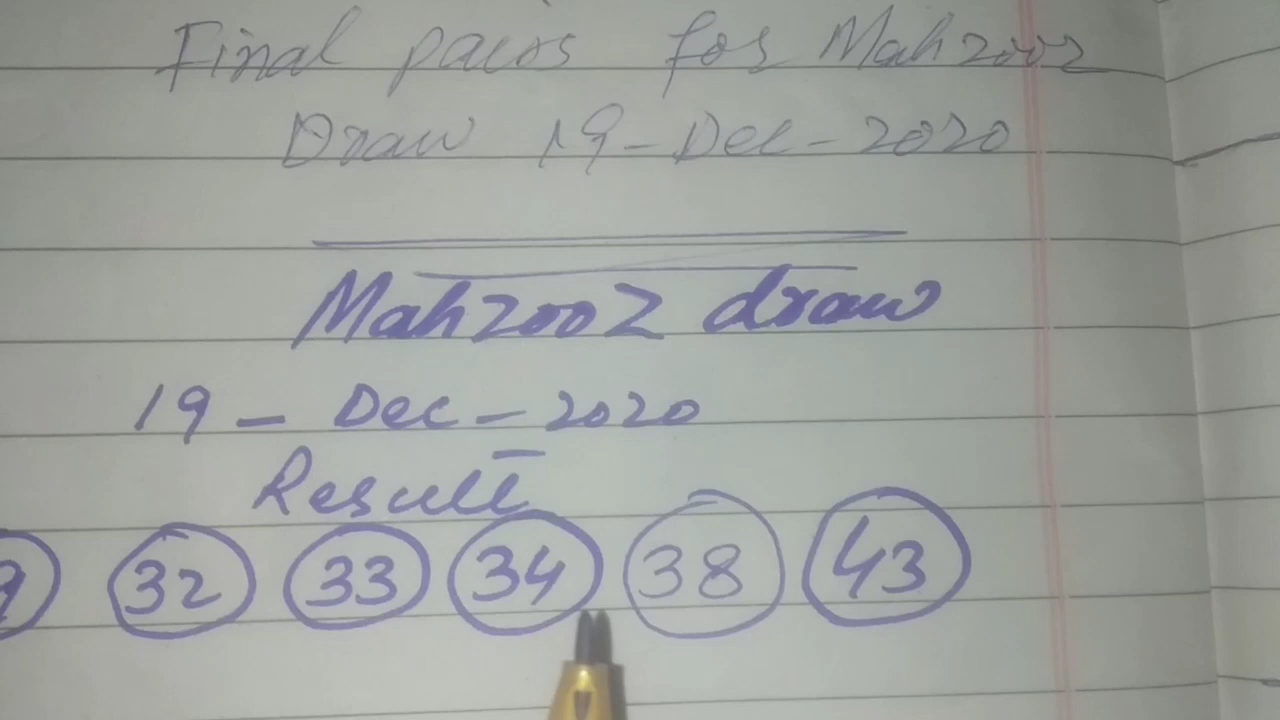 Final pairs for Mahzooz
Draw 19-Dec-2020
Mahzooz draw
19 - Dec - 2020
Result
9 32 33 34 38 43